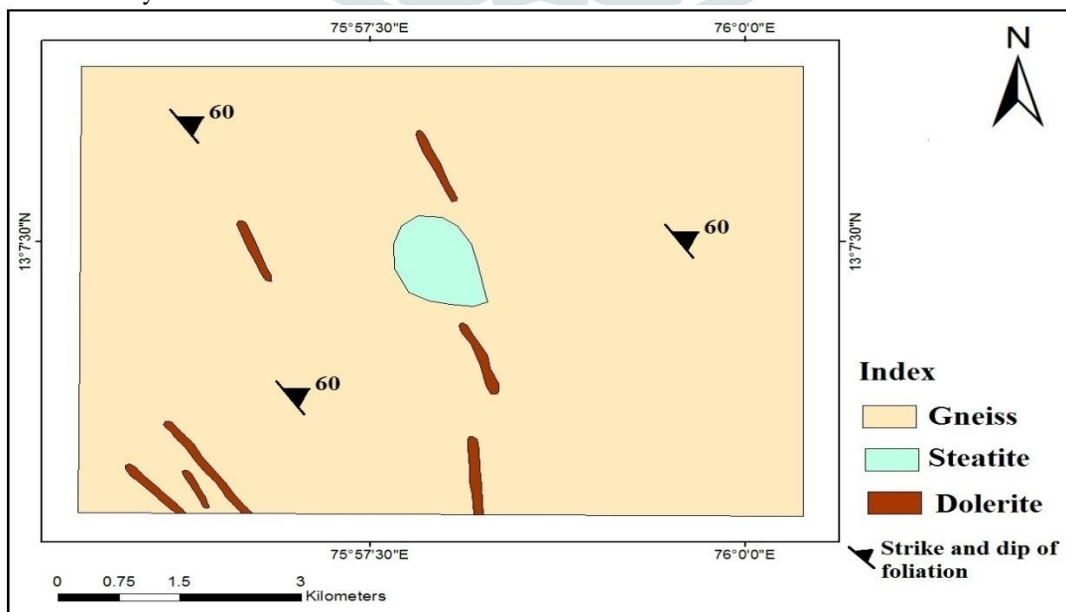 75°57'30"E
76°0'0"E
N
60
60
13°7'30"N
13°7'30"N
60
Index
Gneiss
Steatite
Dolerite
Strike and dip of
foliation
75°57'30"E
76°0'0"E
0 0.75 1.5 3
Kilometers